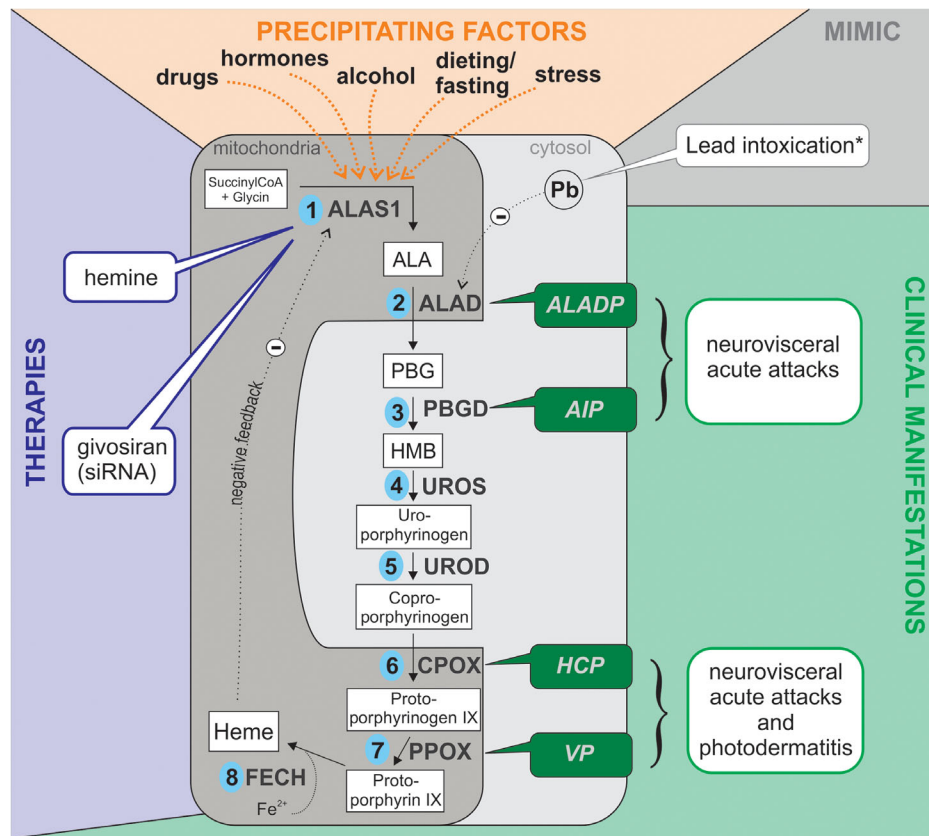 PRECIPITATING FACTORS
MIMIC
drugs
hormones
alcohol
dieting/
fasting
stress
mitochondria
cytosol
Lead intoxication*
SuccinylCoA
+ Glycin
Pb
1 ALAS1
−
hemine
ALA
2 ALAD
ALADP
neurovisceral
acute attacks
THERAPIES
CLINICAL MANIFESTATIONS
−
PBG
3 PBGD
AIP
givosiran
(siRNA)
negative feedback
HMB
4 UROS
Uro-
porphyrinogen
5 UROD
Copro-
porphyrinogen
6 CPOX
HCP
neurovisceral
acute attacks
and
photodermatitis
Proto-
porphyrinogen IX
Heme
7 PPOX
VP
8 FECH
Proto-
porphyrin IX
Fe²⁺